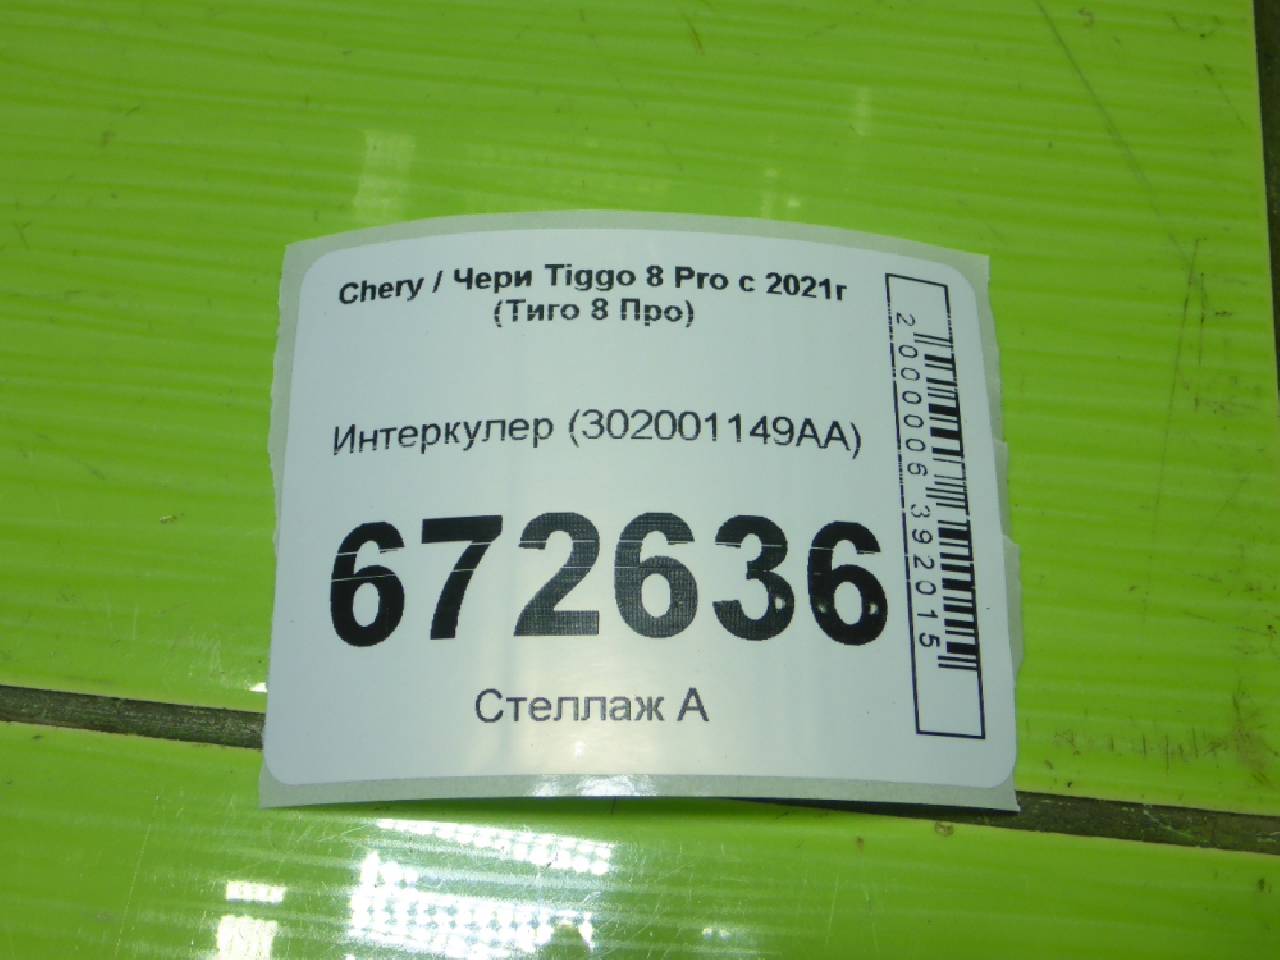 Chery / Чери Tiggo 8 Pro с 2021г
(Тиго 8 Про)
Интеркулер (302001149AA)
672636
Стеллаж А
2000006392015